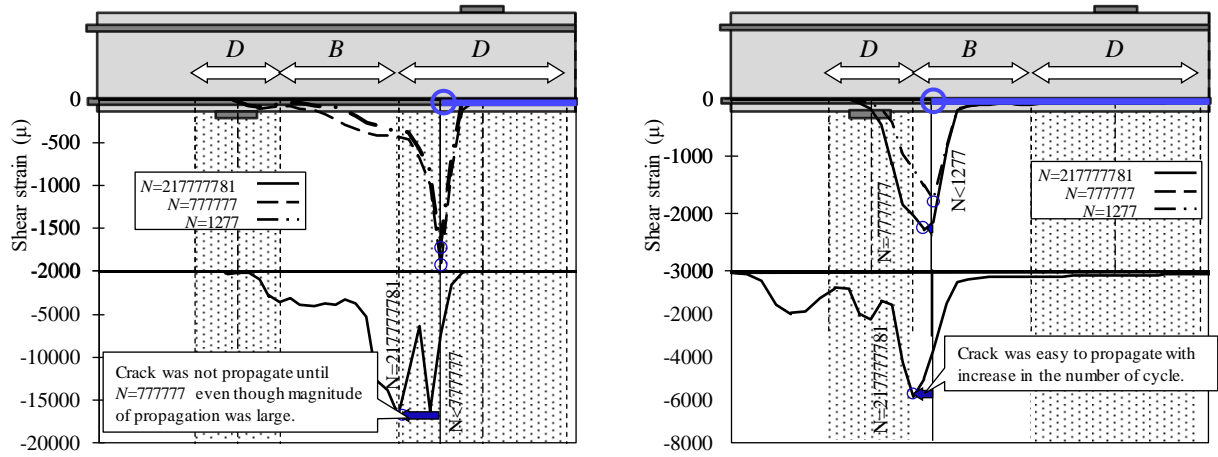 D B D
0
-500
-1000
-1500
-2000
0
-5000
-10000
-15000
-20000
Shear strain (μ)
N=217777781
N=777777
N=1277
N=217777781
N<777777
Crack was not propagate until
N=777777 even though magnitude
of propagation was large.
D B D
0
-1000
-2000
-3000
0
-2000
-4000
-6000
-8000
Shear strain (μ)
N=217777781
N=777777
N=1277
N=777777
N<1277
N=217777781
Crack was easy to propagate with
increase in the number of cycle.